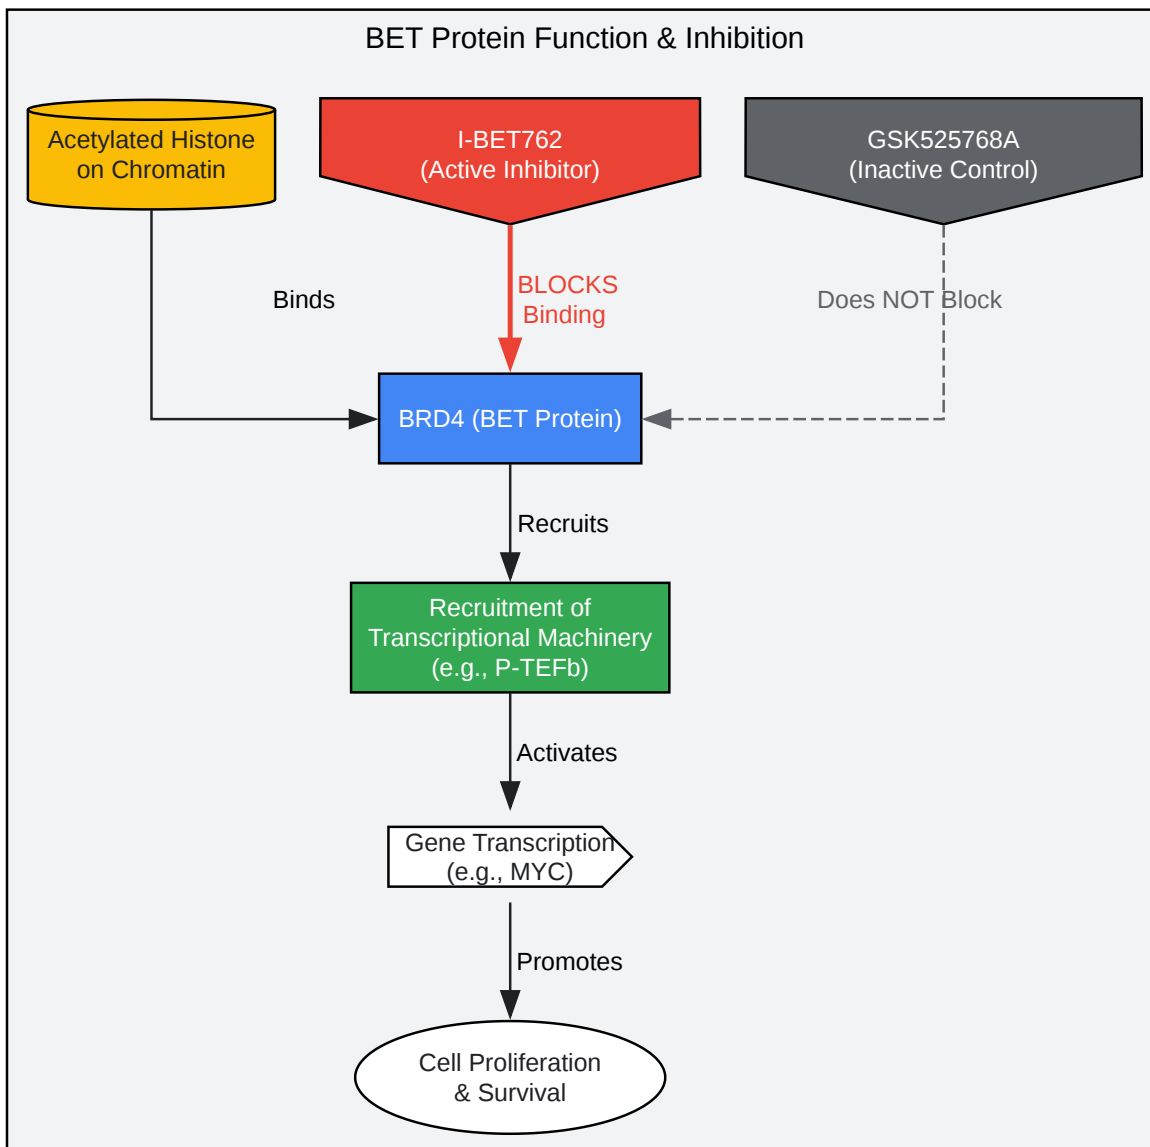 BET Protein Function & Inhibition
Acetylated Histone
on Chromatin
I-BET762
(Active Inhibitor)
GSK525768A
(Inactive Control)
Binds
BLOCKS
Binding
Does NOT Block
BRD4 (BET Protein)
Recruits
Recruitment of
Transcriptional Machinery
(e.g., P-TEFb)
Activates
Gene Transcription
(e.g., MYC)
Promotes
Cell Proliferation
& Survival